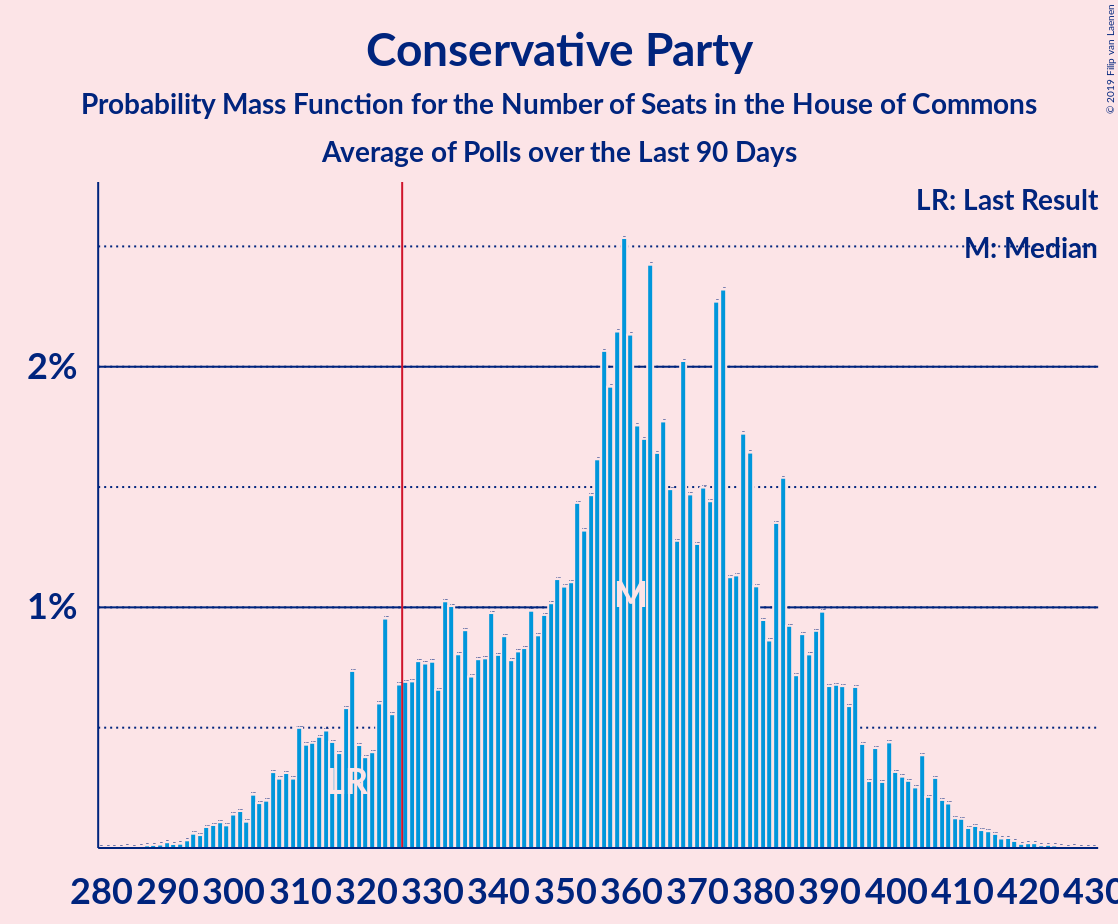 Conservative Party
Probability Mass Function for the Number of Seats in the House of Commons
Average of Polls over the Last 90 Days
© 2019 Filip van Laenen
LR: Last Result
M: Median
2%
1%
M
LR
280 290 300 310 320 330 340 350 360 370 380 390 400 410 420 430